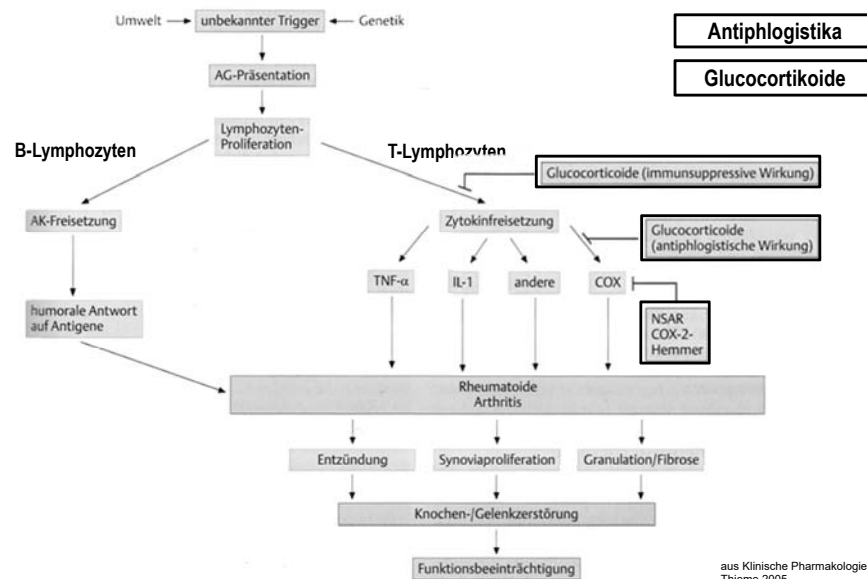 Umwelt
unbekannter Trigger
Genetik
Antiphlogistika
Glucocortikoide
AG-Präsentation
Lymphozyten-
Proliferation
B-Lymphozyten
T-Lymphozyten
Glucocorticoide (immunsuppressive Wirkung)
AK-Freisetzung
Zytokinfreisetzung
Glucocorticoide
(antiphlogistische Wirkung)
TNF-α
IL-1
andere
COX
humorale Antwort
auf Antigene
NSAR
COX-2-
Hemmer
Rheumatoide
Arthritis
Entzündung
Synoviaproliferation
Granulation/Fibrose
Knochen-/Gelenkzerstörung
Funktionsbeeinträchtigung
aus Klinische Pharmakologie
Thieme 2005